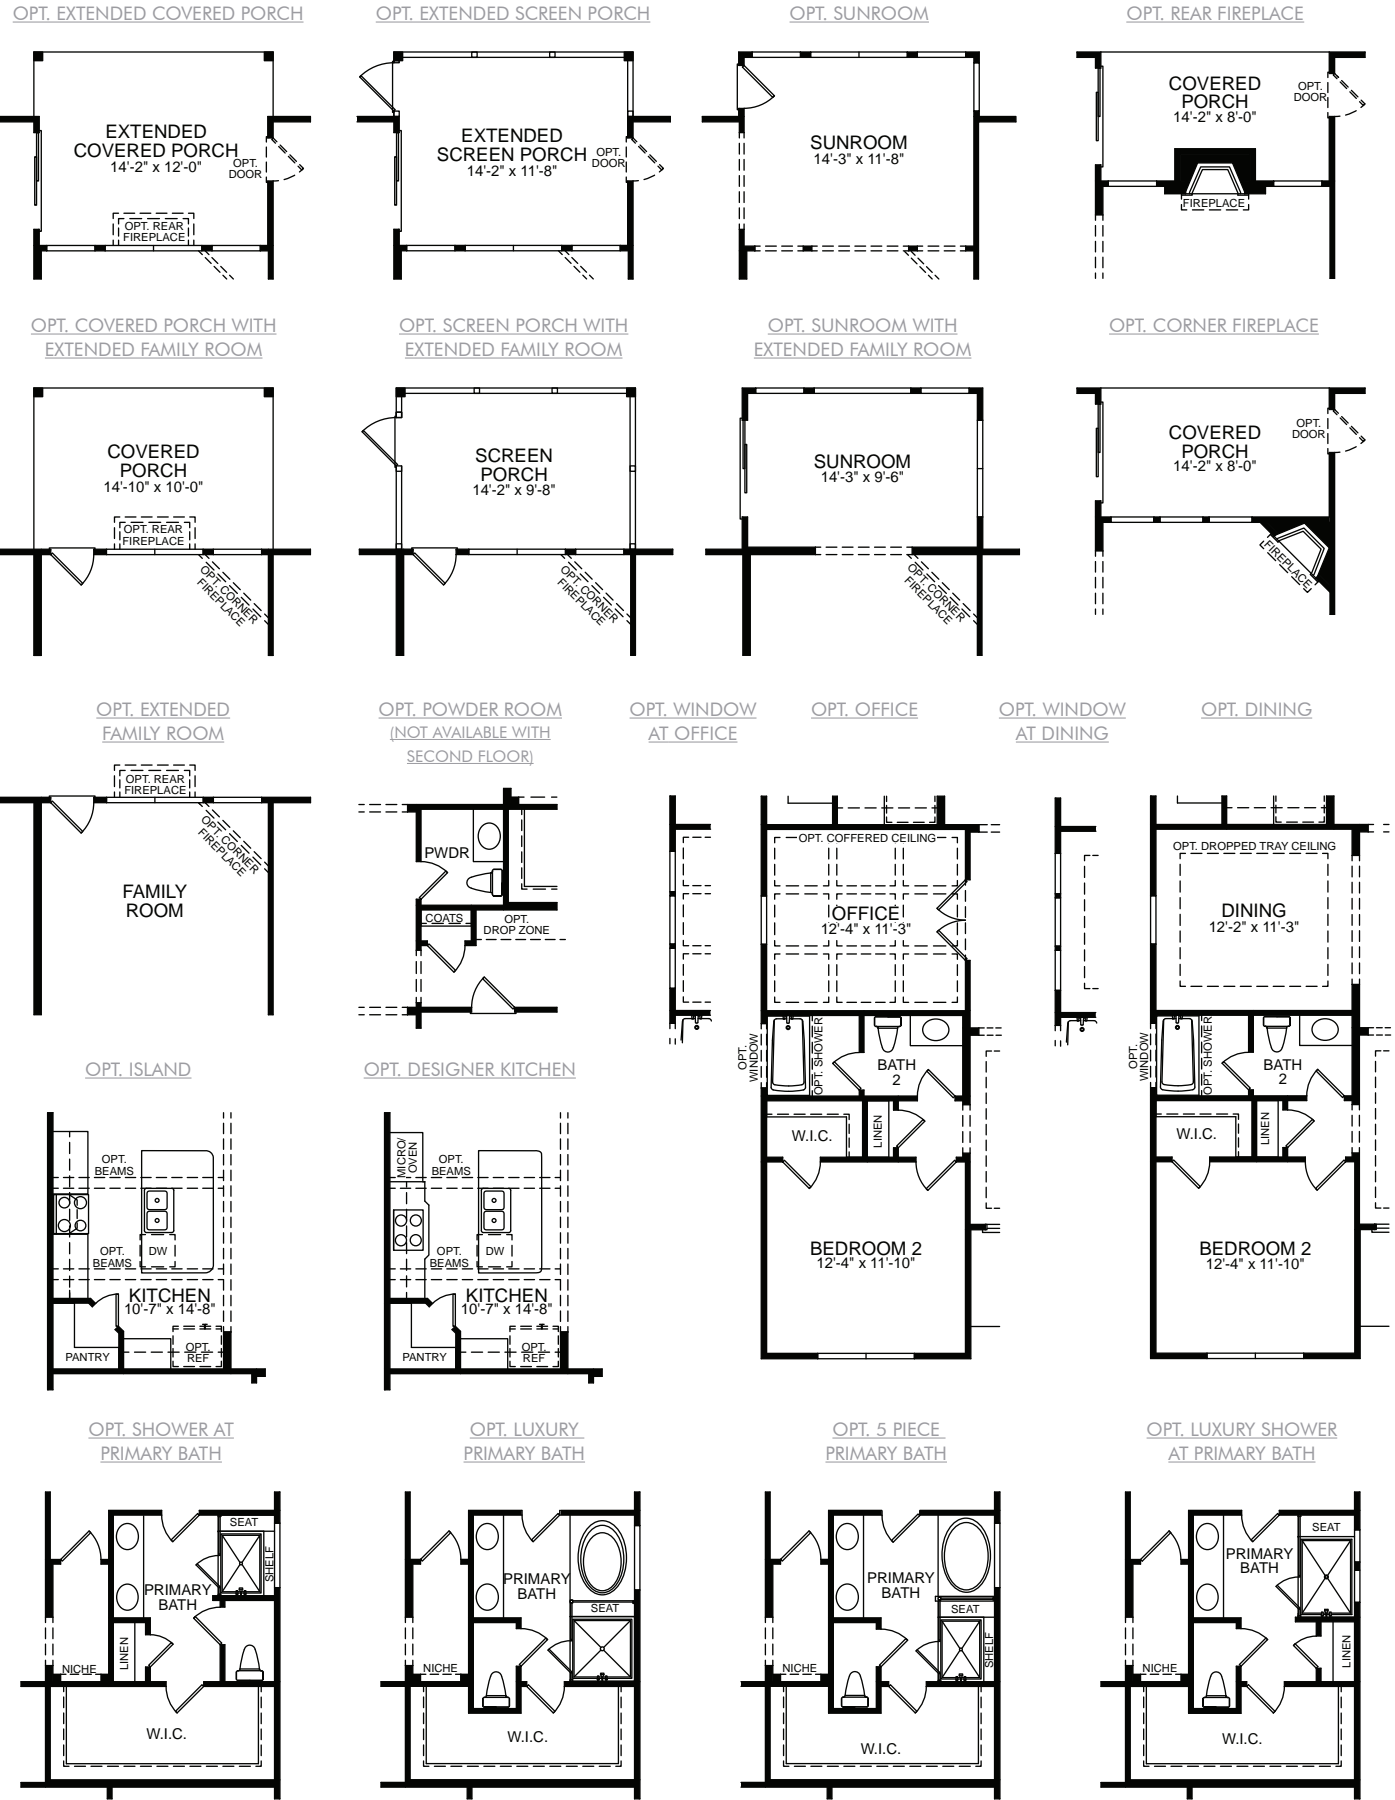 OPT. EXTENDED COVERED PORCH
EXTENDED
COVERED PORCH
14'-2" x 12'-0"
OPT.
DOOR
OPT. REAR
FIREPLACE
OPT. EXTENDED SCREEN PORCH
EXTENDED
SCREEN PORCH
14'-2" x 11'-8"
OPT.
DOOR
OPT. SUNROOM
SUNROOM
14'-3" x 11'-8"
OPT. REAR FIREPLACE
COVERED
PORCH
14'-2" x 8'-0"
OPT.
DOOR
FIREPLACE
OPT. COVERED PORCH WITH
EXTENDED FAMILY ROOM
COVERED
PORCH
14'-10" x 10'-0"
OPT. REAR
FIREPLACE
OPT. CORNER
FIREPLACE
OPT. SCREEN PORCH WITH
EXTENDED FAMILY ROOM
SCREEN
PORCH
14'-2" x 9'-8"
OPT. CORNER
FIREPLACE
OPT. SUNROOM WITH
EXTENDED FAMILY ROOM
SUNROOM
14'-3" x 9'-6"
OPT. CORNER
FIREPLACE
OPT. CORNER FIREPLACE
COVERED
PORCH
14'-2" x 8'-0"
OPT.
DOOR
FIREPLACE
OPT. EXTENDED
FAMILY ROOM
OPT. REAR
FIREPLACE
OPT. CORNER
FIREPLACE
FAMILY
ROOM
OPT. POWDER ROOM
(NOT AVAILABLE WITH
SECOND FLOOR)
PWDR
COATS
OPT.
DROP ZONE
OPT. WINDOW
AT OFFICE
OPT. OFFICE
OPT. COFFERED CEILING
OFFICE
12'-4" x 11'-3"
OPT.
WINDOW
OPT. SHOWER
BATH
2
W.I.C.
LINEN
BEDROOM 2
12'-4" x 11'-10"
OPT. WINDOW
AT DINING
OPT. DINING
OPT. DROPPED TRAY CEILING
DINING
12'-2" x 11'-3"
OPT.
WINDOW
OPT. SHOWER
BATH
2
W.I.C.
LINEN
BEDROOM 2
12'-4" x 11'-10"
OPT. ISLAND
OPT.
BEAMS
OPT.
BEAMS
DW
KITCHEN
10'-7" x 14'-8"
PANTRY
OPT.
REF
OPT. DESIGNER KITCHEN
MICRO/
OVEN
OPT.
BEAMS
OPT.
BEAMS
DW
KITCHEN
10'-7" x 14'-8"
PANTRY
OPT.
REF
OPT. SHOWER AT
PRIMARY BATH
SEAT
SHELF
PRIMARY
BATH
LINEN
NICHE
W.I.C.
OPT. LUXURY
PRIMARY BATH
PRIMARY
BATH
SEAT
NICHE
W.I.C.
OPT. 5 PIECE
PRIMARY BATH
PRIMARY
BATH
SEAT
SHELF
NICHE
W.I.C.
OPT. LUXURY SHOWER
AT PRIMARY BATH
SEAT
PRIMARY
BATH
LINEN
NICHE
W.I.C.